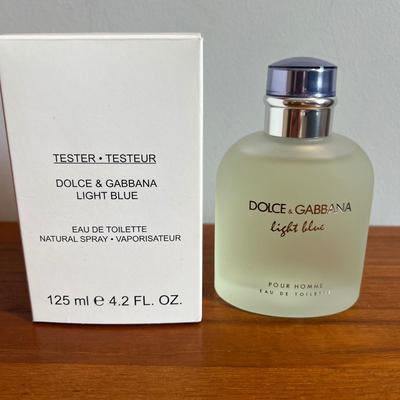 TESTER • TESTEUR
DOLCE & GABBANA
LIGHT BLUE
EAU DE TOILETTE
NATURAL SPRAY • VAPORISATEUR
125 ml ℮ 4.2 FL. OZ.
DOLCE & GABBANA
light blue
POUR HOMME
EAU DE TOILETTE